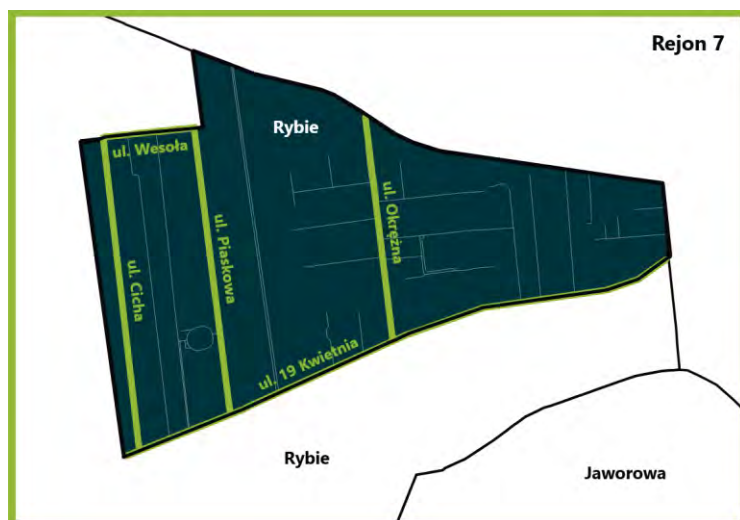 Rejon 7
Rybie
ul. Wesoła
ul. Okrężna
ul. Piaskowa
ul. Cicha
ul. 19 Kwietnia
Rybie
Jaworowa